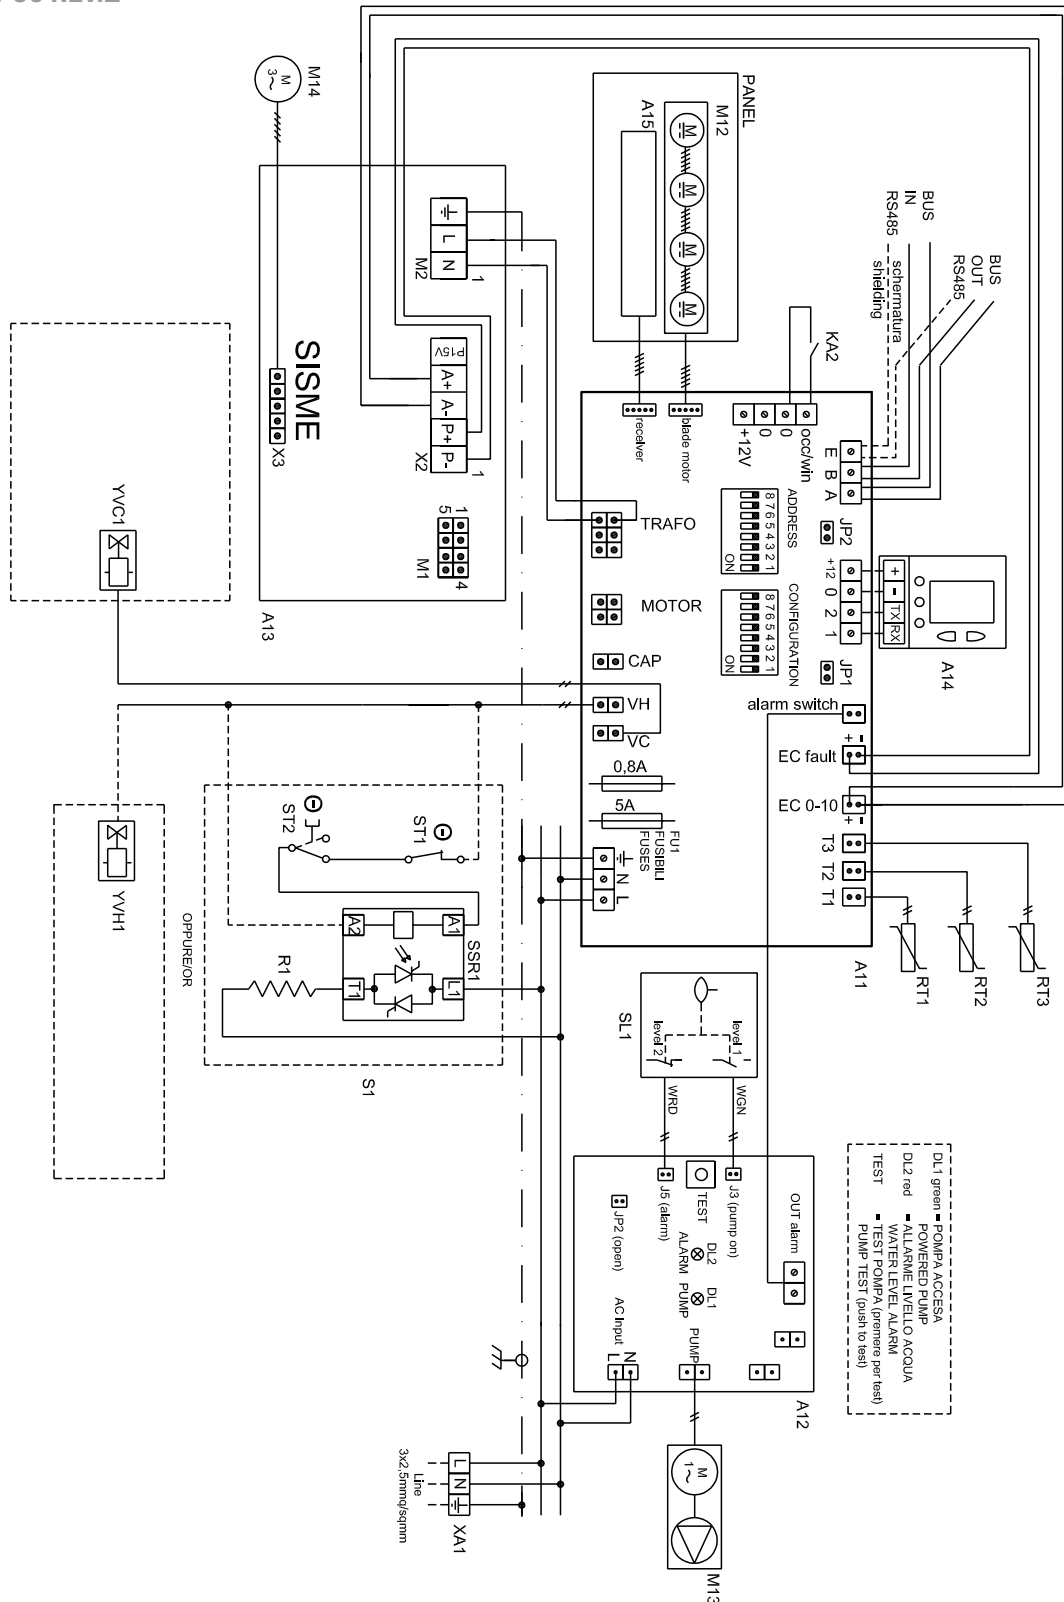 M14
M
3~
PANEL
M12
A15
M
M
M
M
BUS
IN
RS485
schermatura
shielding
BUS
OUT
RS485
KA2
M2
L
N
1
SISME
X3
P15V
A+
A-
P+
P-
X2
1
1
5
M1
4
A13
receiver
blade motor
+12V
0
0
occ/win
E
B
A
JP2
ADDRESS
8 7 6 5 4 3 2 1
ON
+12
0
2
1
+
-
TX
RX
A14
JP1
CONFIGURATION
8 7 6 5 4 3 2 1
ON
TRAFO
MOTOR
CAP
VH
VC
0,8A
5A
FU1
FUSIBILI
FUSES
N
L
alarm switch
+ -
EC fault
EC 0-10
+ -
T3
T2
T1
A11
RT1
RT2
RT3
YVC1
YVH1
OPPURE/OR
ST2
ST1
A2
A1
SSR1
T1
L1
R1
S1
SL1
level 2
level 1
WRD
WGN
J5 (alarm)
TEST
J3 (pump on)
JP2 (open)
DL2
ALARM
DL1
PUMP
OUT alarm
AC Input
L
N
PUMP
A12
M
1~
M13
L
N
XA1
Line
3x2,5mmq/sqmm
DL1 green - POMPA ACCESA
POWERED PUMP
DL2 red - ALLARME LIVELLO ACQUA
WATER LEVEL ALARM
TEST - TEST POMPA (premere per test)
PUMP TEST (push to test)